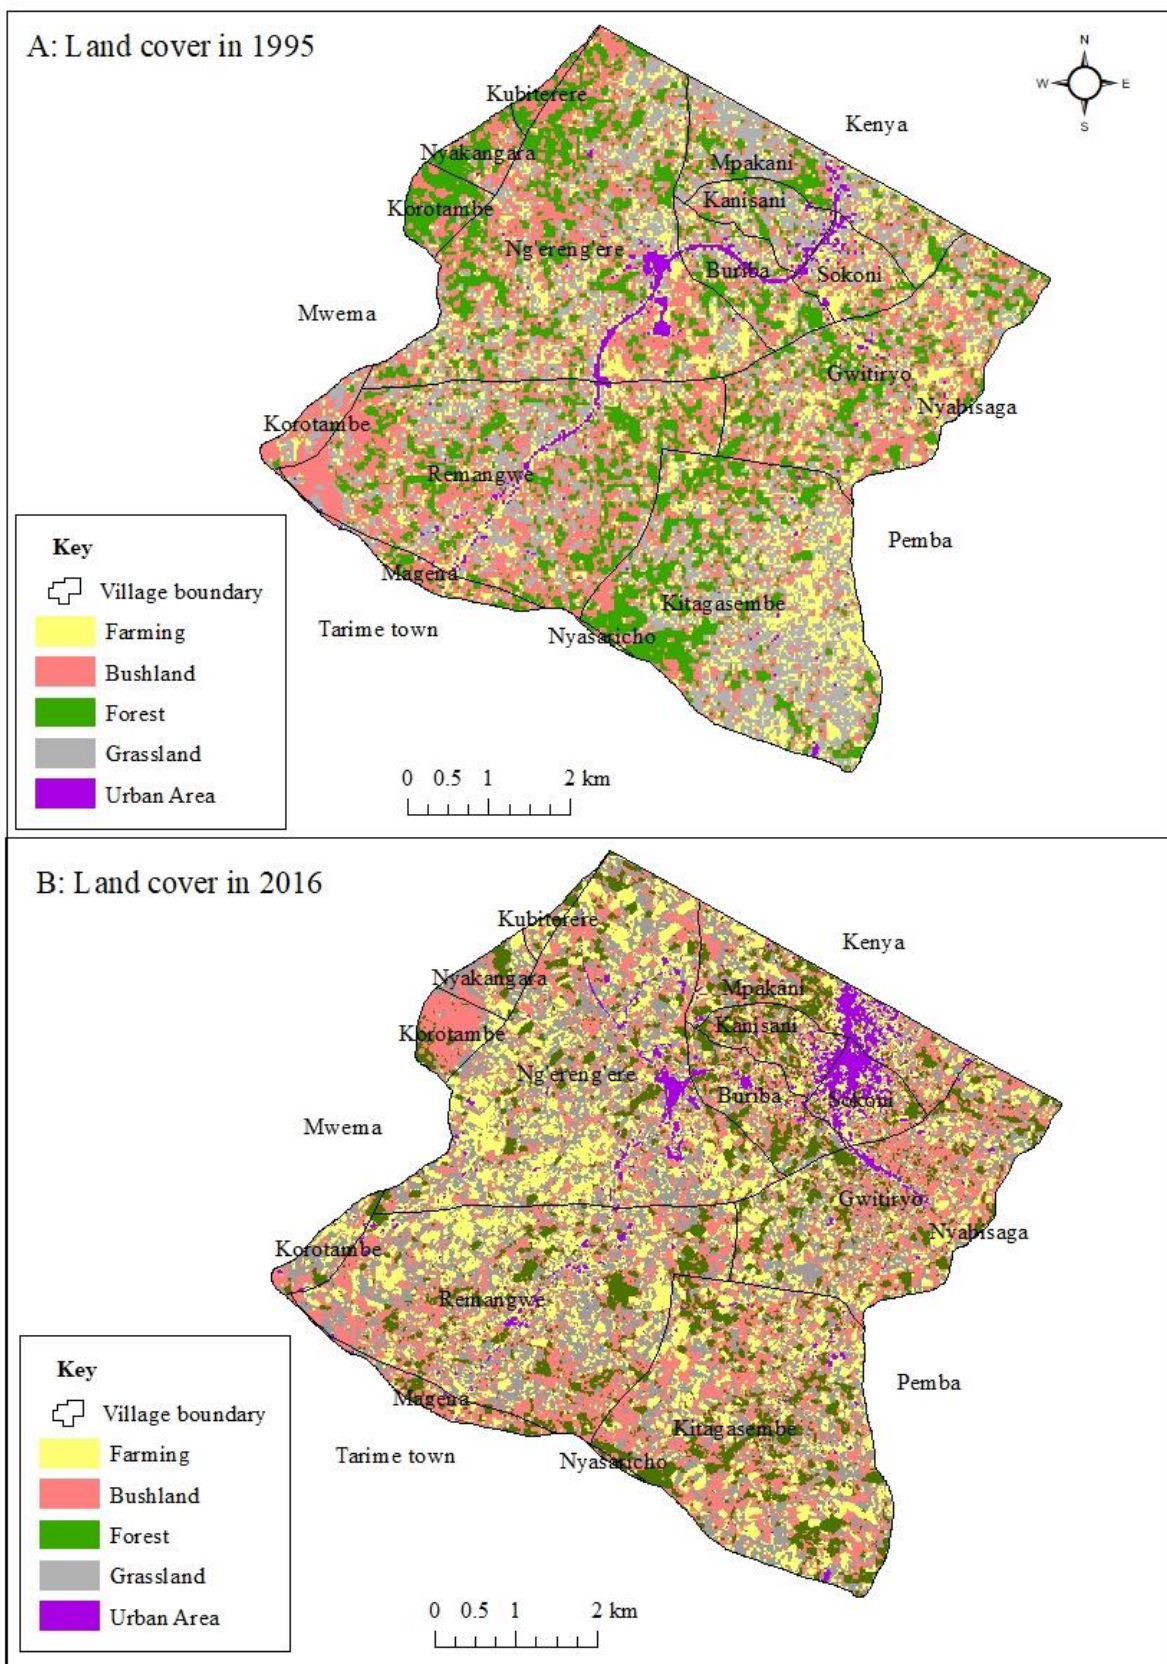 A: Land cover in 1995
N
W E
S
Kubiterere
Kenya
Nyakangara
Mpakani
Kanisani
Korotambe
Ng'ereng'ere
Buriba
Sokoni
Mwema
Gwitiryo
Nyabisaga
Korotambe
Remangwe
Pemba
Magena
Kitagasembe
Tarime town
Nyasaricho
Key
Village boundary
Farming
Bushland
Forest
Grassland
Urban Area
0 0.5 1 2 km
B: Land cover in 2016
Kubiterere
Kenya
Nyakangara
Mpakani
Kanisani
Korotambe
Ng'ereng'ere
Buriba
Sokoni
Mwema
Gwitiryo
Nyabisaga
Korotambe
Remangwe
Pemba
Magena
Kitagasembe
Tarime town
Nyasaricho
Key
Village boundary
Farming
Bushland
Forest
Grassland
Urban Area
0 0.5 1 2 km